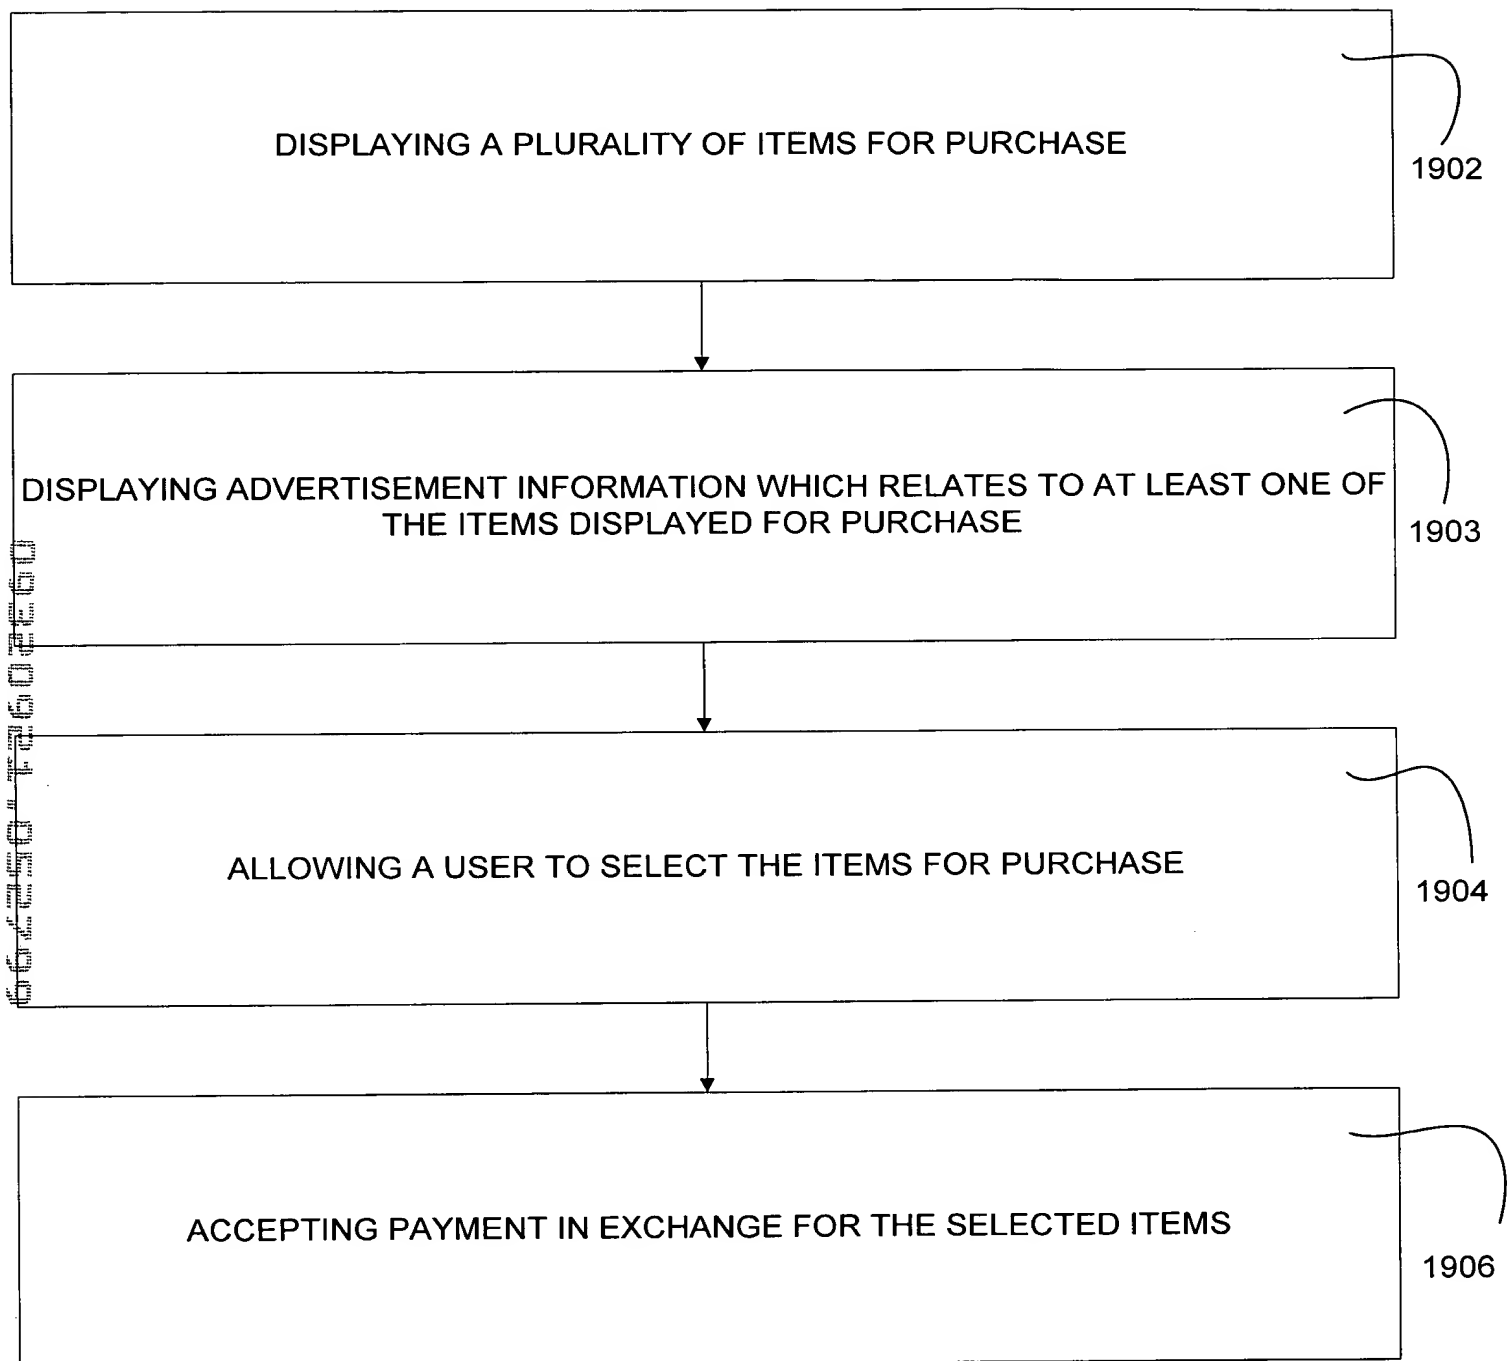 DISPLAYING A PLURALITY OF ITEMS FOR PURCHASE
1902
DISPLAYING ADVERTISEMENT INFORMATION WHICH RELATES TO AT LEAST ONE OF
THE ITEMS DISPLAYED FOR PURCHASE
1903
ALLOWING A USER TO SELECT THE ITEMS FOR PURCHASE
1904
ACCEPTING PAYMENT IN EXCHANGE FOR THE SELECTED ITEMS
1906